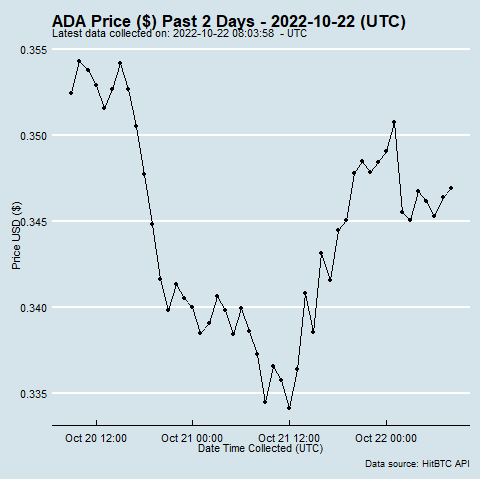 ADA Price ($) Past 2 Days - 2022-10-22 (UTC)
Latest data collected on: 2022-10-22 08:03:58 - UTC
0.355
0.350
0.345
0.340
0.335
Price USD ($)
Oct 20 12:00 Oct 21 00:00 Oct 21 12:00 Oct 22 00:00
Date Time Collected (UTC)
Data source: HitBTC API